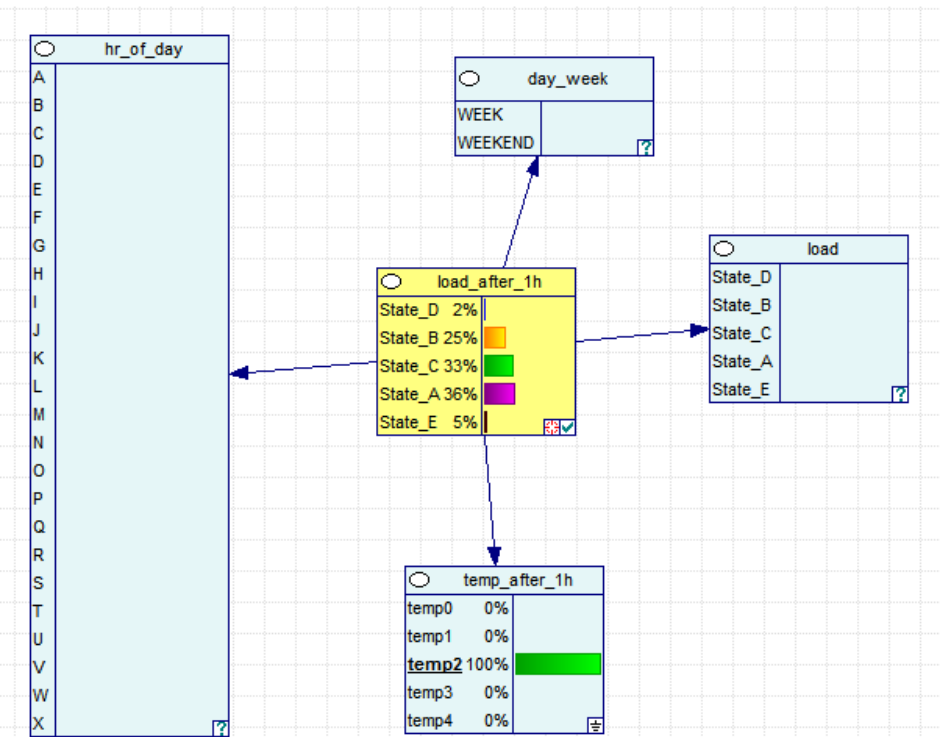 hr_of_day
A
B
C
D
E
F
G
H
I
J
K
L
M
N
O
P
Q
R
S
T
U
V
W
X
?
day_week
WEEK
WEEKEND
?
load_after_1h
State_D 2%
State_B 25%
State_C 33%
State_A 36%
State_E 5%
load
State_D
State_B
State_C
State_A
State_E
?
temp_after_1h
temp0 0%
temp1 0%
temp2 100%
temp3 0%
temp4 0%